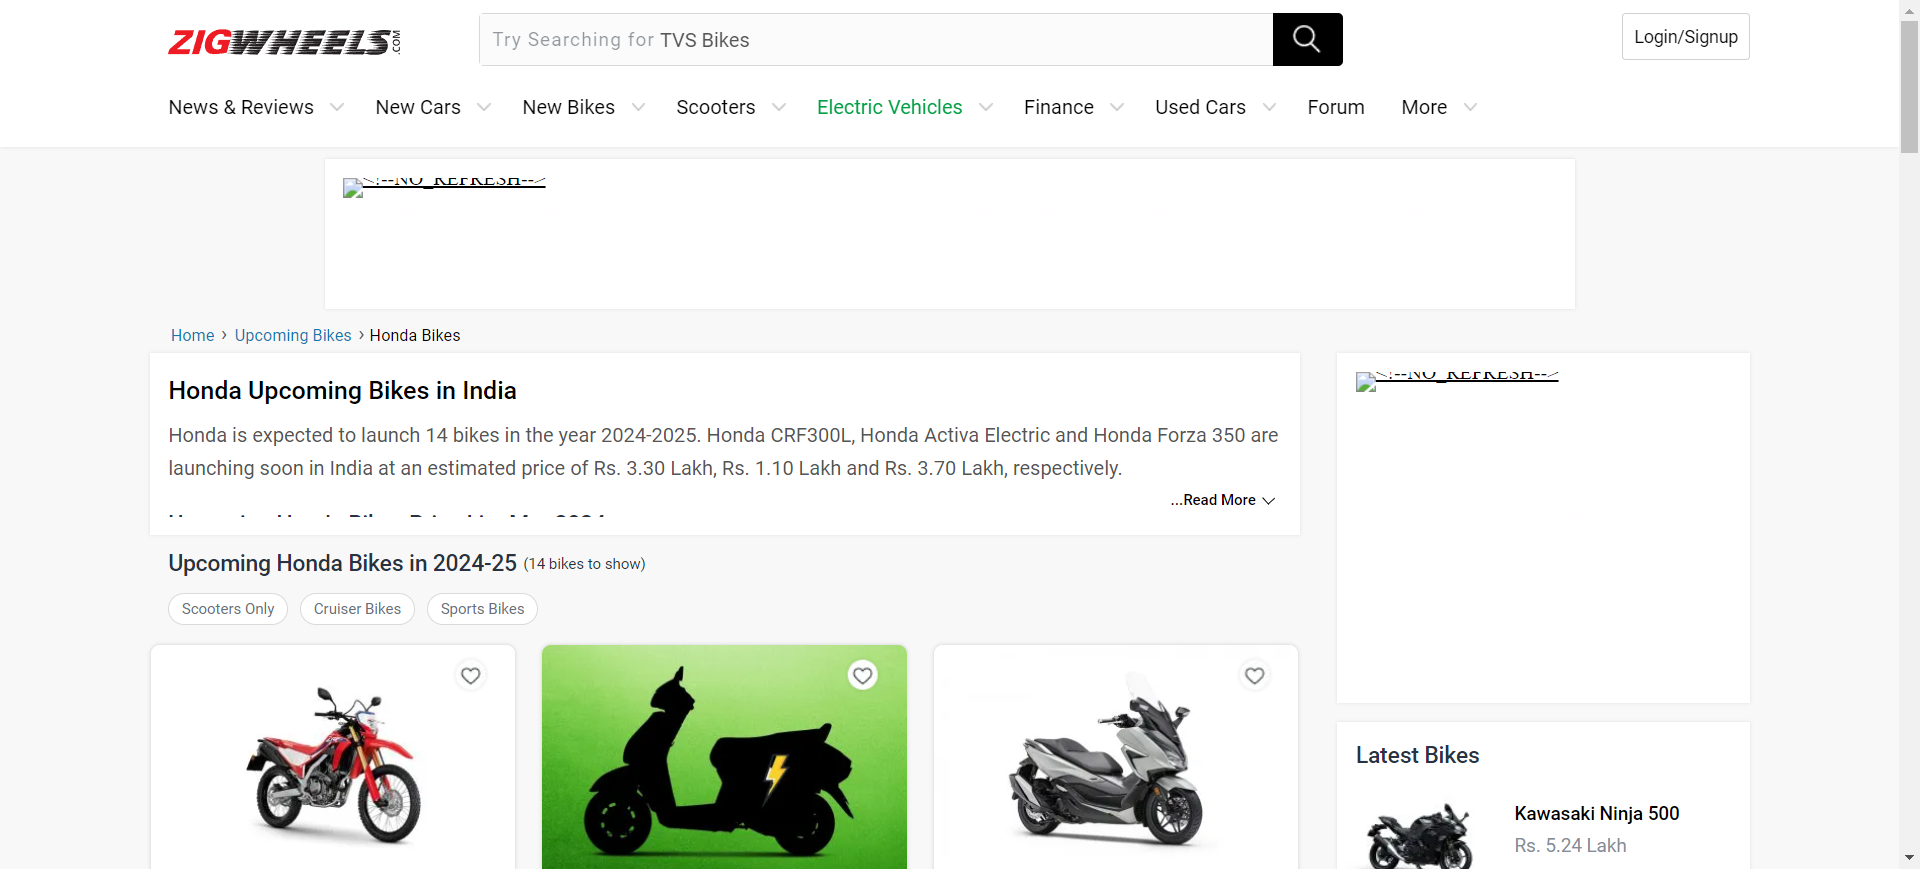 ZIGWHEELS.COM
Try Searching for TVS Bikes
Login/Signup
News & Reviews New Cars New Bikes Scooters Electric Vehicles Finance Used Cars Forum More
<!--NO_REFRESH-->
Home › Upcoming Bikes › Honda Bikes
Honda Upcoming Bikes in India
Honda is expected to launch 14 bikes in the year 2024-2025. Honda CRF300L, Honda Activa Electric and Honda Forza 350 are
launching soon in India at an estimated price of Rs. 3.30 Lakh, Rs. 1.10 Lakh and Rs. 3.70 Lakh, respectively.
...Read More
Upcoming Honda Bikes in 2024-25 (14 bikes to show)
Scooters Only Cruiser Bikes Sports Bikes
<!--NO_REFRESH-->
Latest Bikes
Kawasaki Ninja 500
Rs. 5.24 Lakh